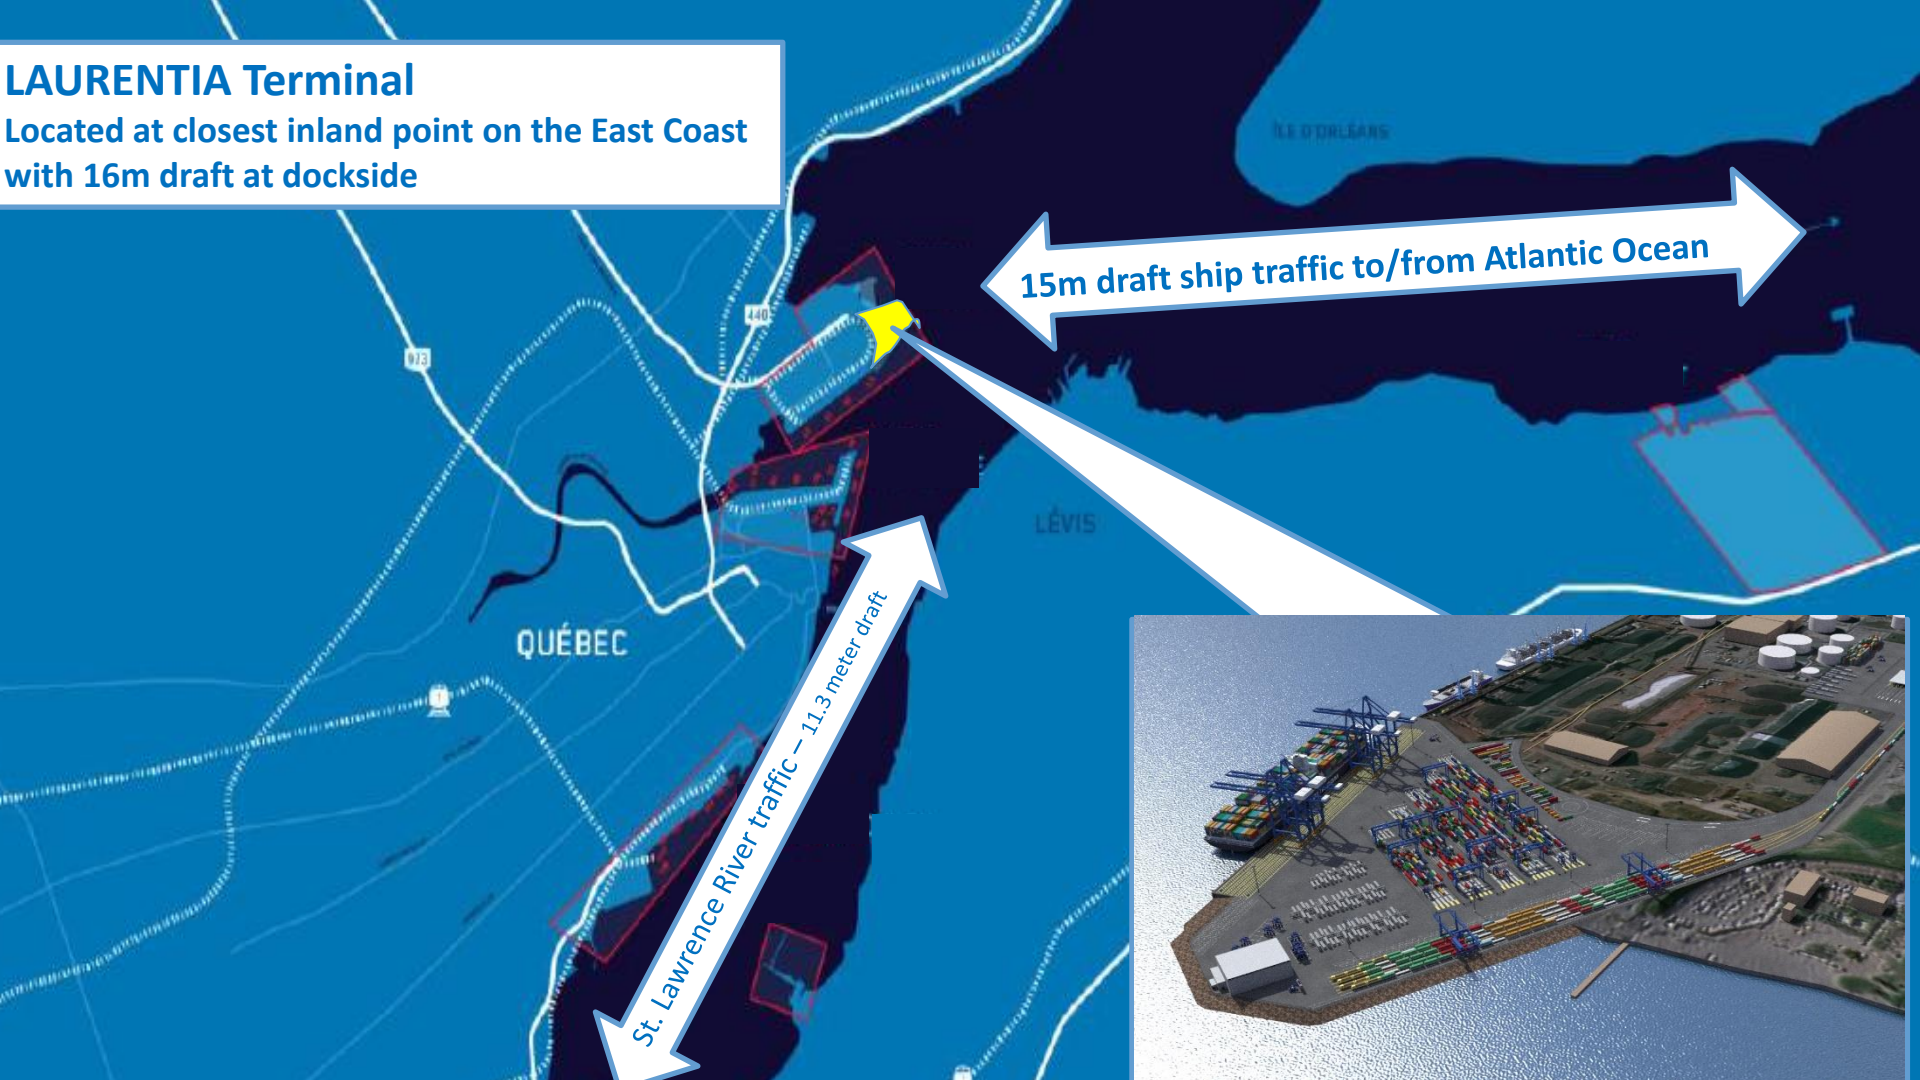 LAURENTIA Terminal
Located at closest inland point on the East Coast
with 16m draft at dockside
ÎLE D'ORLÉANS
15m draft ship traffic to/from Atlantic Ocean
440
973
LÉVIS
QUÉBEC
St. Lawrence River traffic – 11.3 meter draft